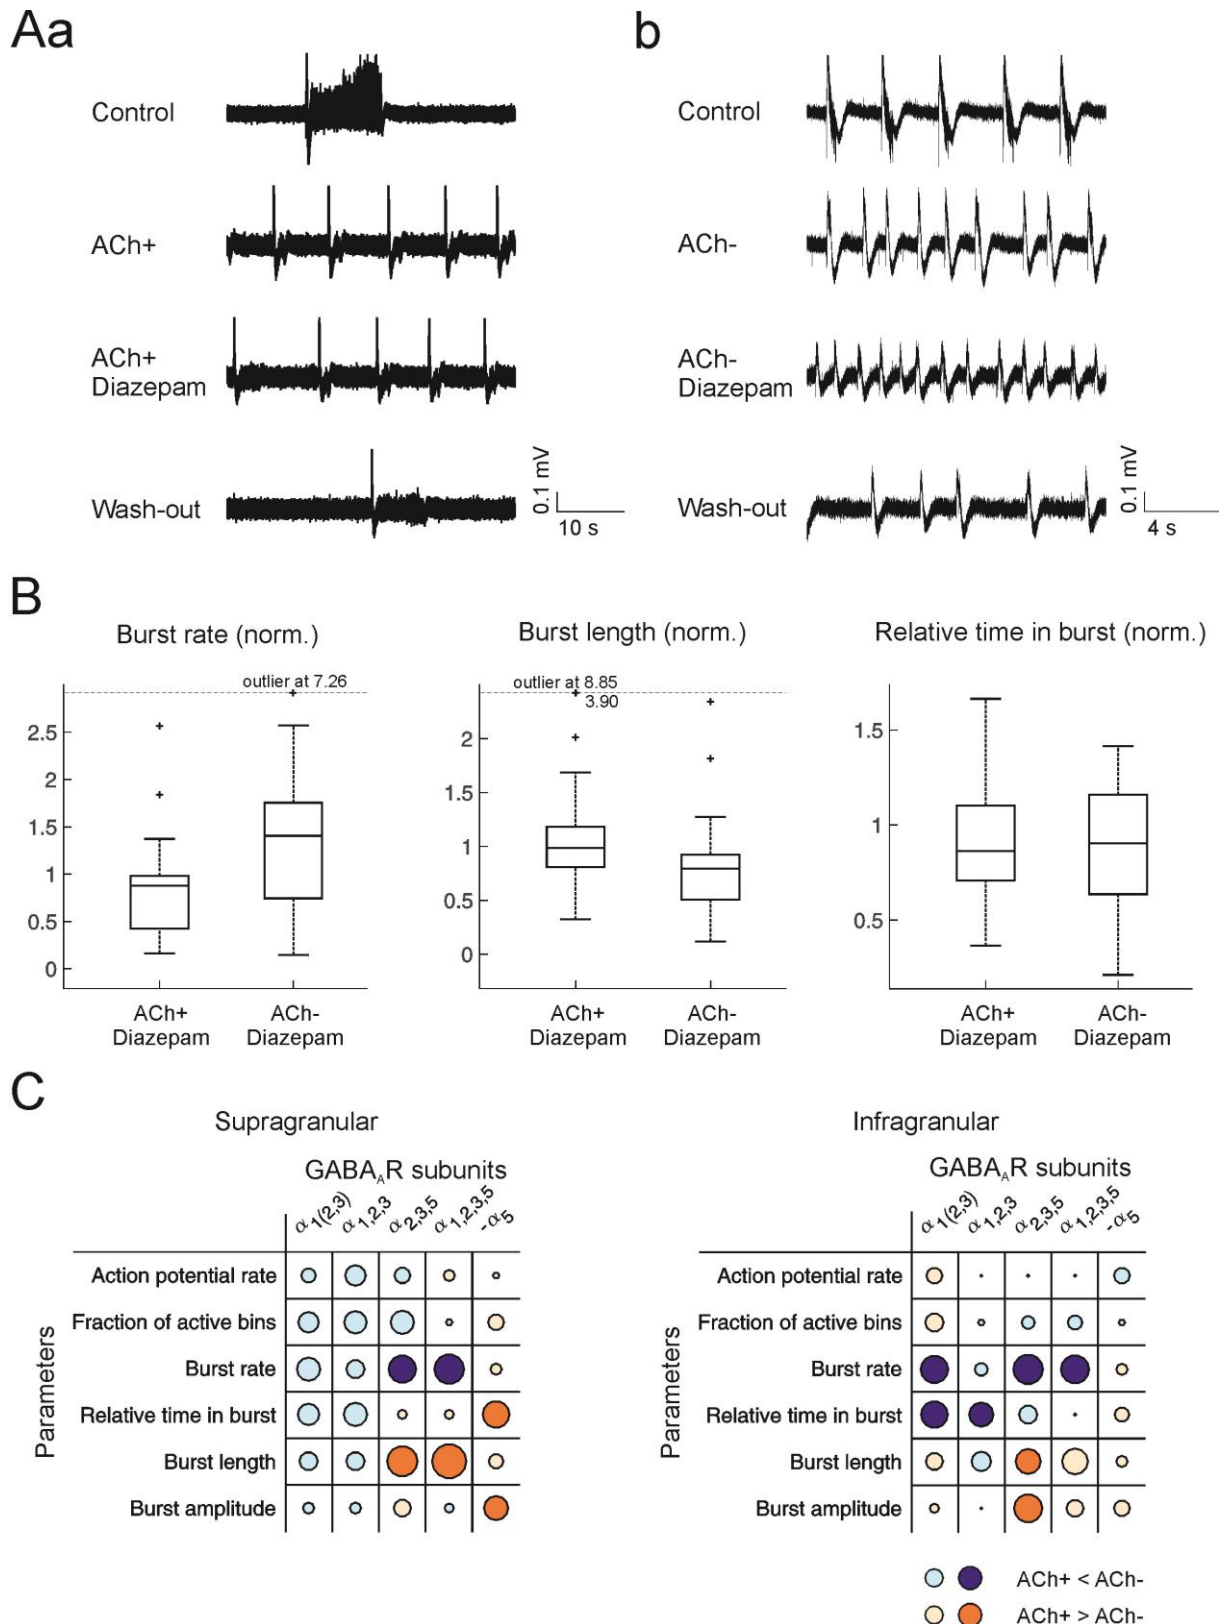 Aa
Control
ACh+
ACh+
Diazepam
Wash-out
0.1 mV
10 s
b
Control
ACh-
ACh-
Diazepam
Wash-out
0.1 mV
4 s
B
Burst rate (norm.)
outlier at 7.26
2.5
2
1.5
1
0.5
0
ACh+
Diazepam
ACh-
Diazepam
Burst length (norm.)
outlier at 8.85
3.90
2
1.5
1
0.5
0
ACh+
Diazepam
ACh-
Diazepam
Relative time in burst (norm.)
1.5
1
0.5
ACh+
Diazepam
ACh-
Diazepam
C
Supragranular
GABA_AR subunits
α1(2,3) α1,2,3 α2,3,5 α1,2,3,5 -α5
Parameters
Action potential rate
Fraction of active bins
Burst rate
Relative time in burst
Burst length
Burst amplitude
Infragranular
GABA_AR subunits
α1(2,3) α1,2,3 α2,3,5 α1,2,3,5 -α5
Parameters
Action potential rate
Fraction of active bins
Burst rate
Relative time in burst
Burst length
Burst amplitude
ACh+ < ACh-
ACh+ > ACh-